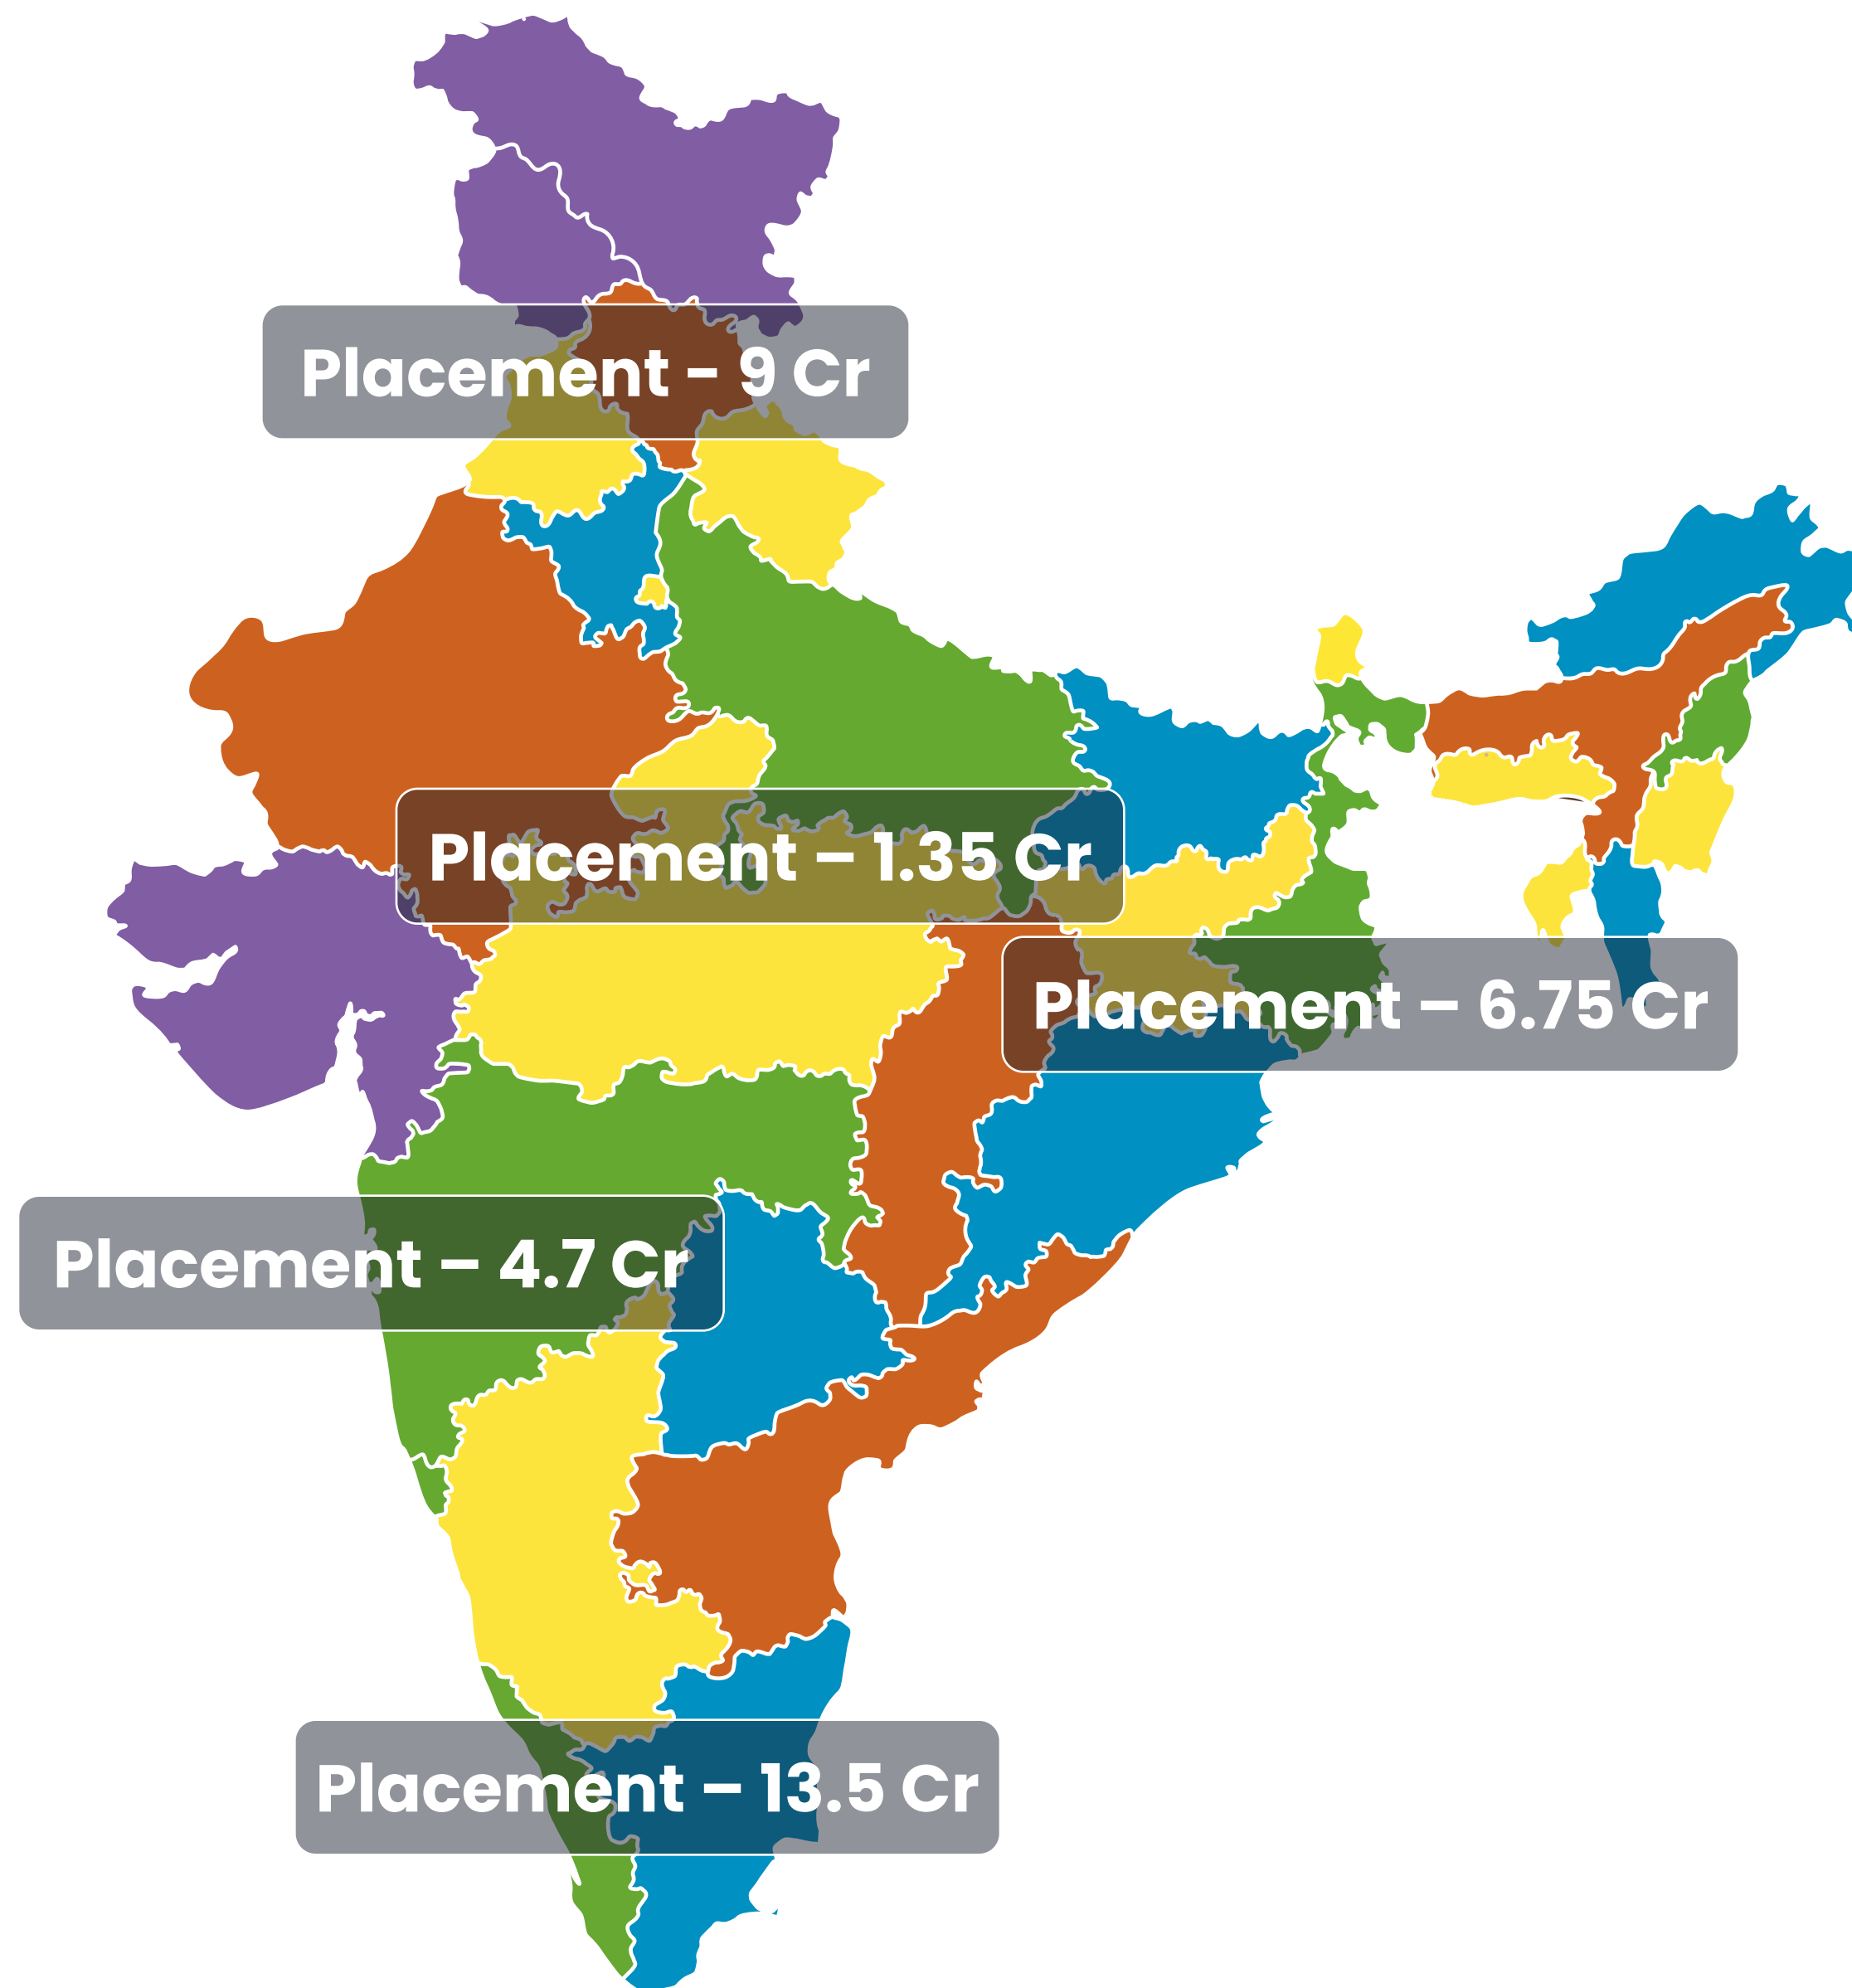 Placement – 9 Cr
Placement – 1.35 Cr
Placement – 6.75 Cr
Placement – 4.7 Cr
Placement – 13.5 Cr